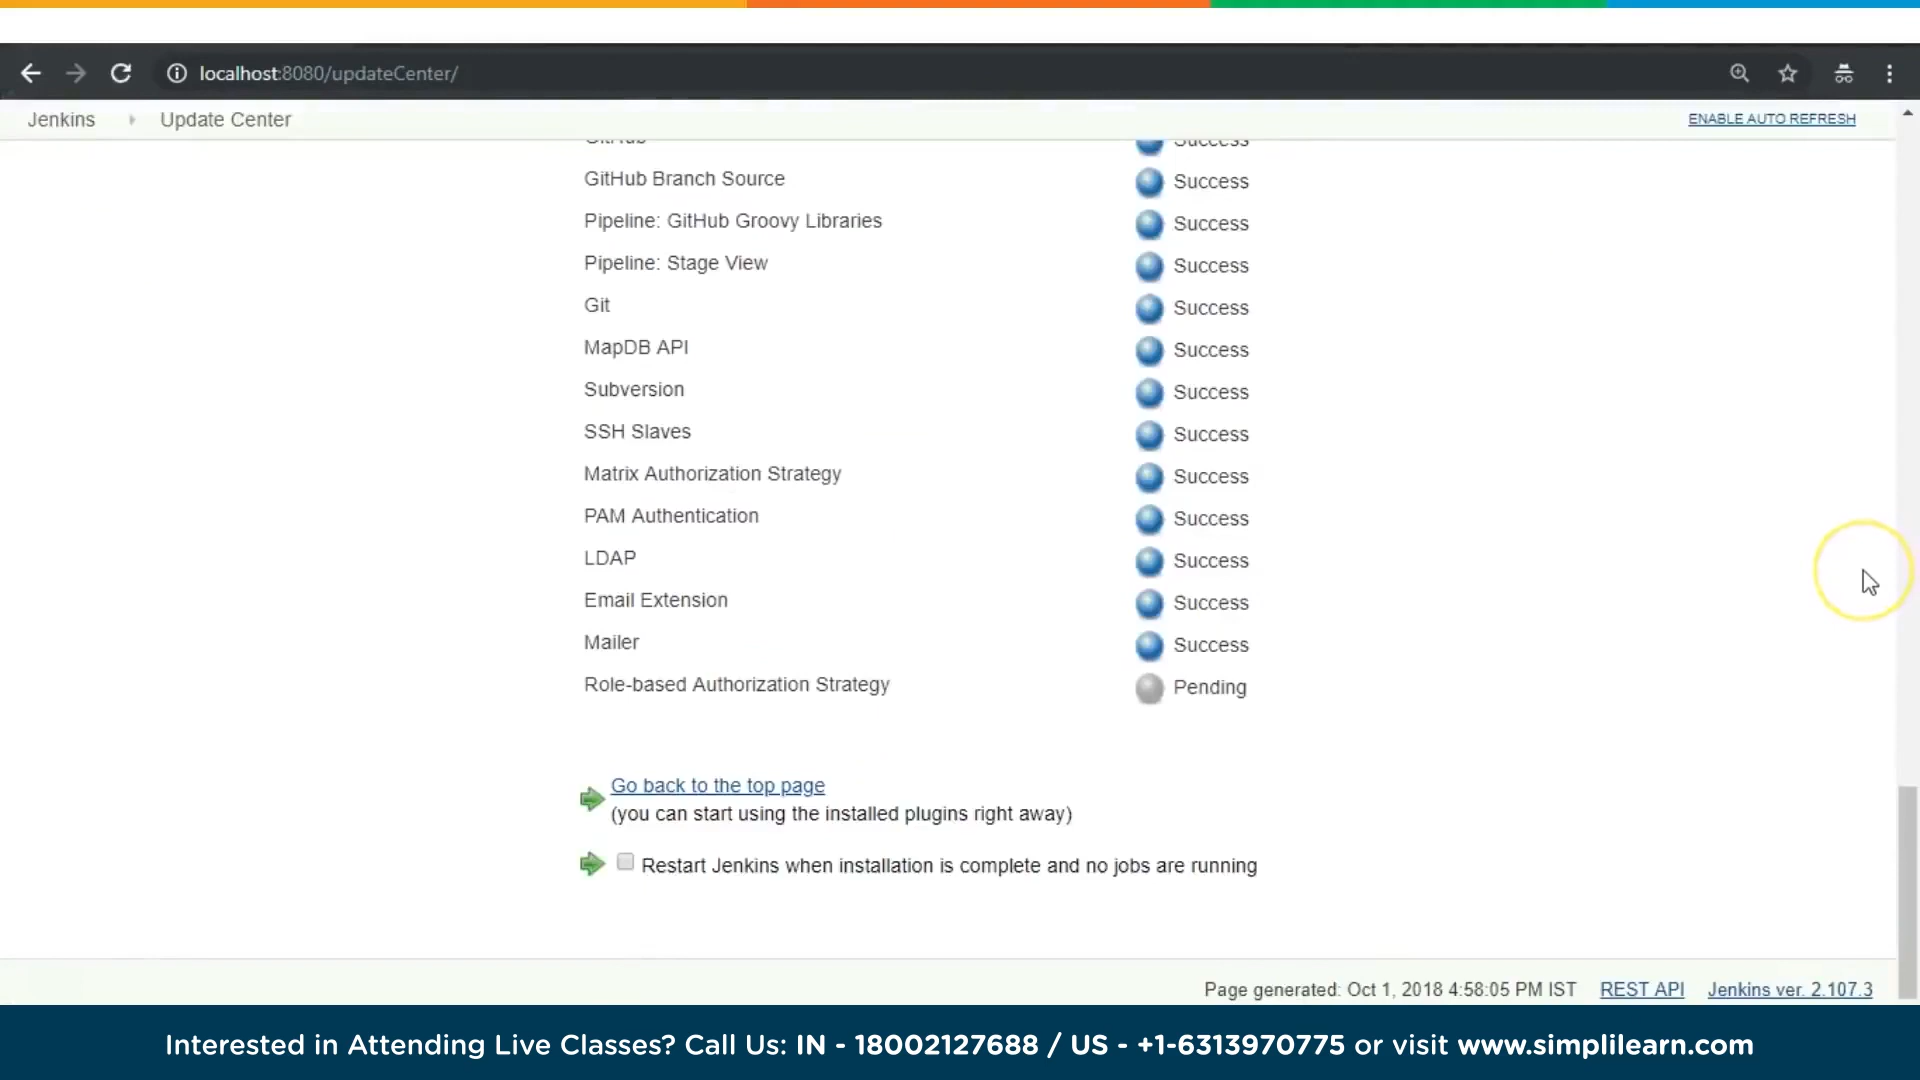 localhost:8080/updateCenter/
Jenkins Update Center ENABLE AUTO REFRESH
GitHub Success
GitHub Branch Source Success
Pipeline: GitHub Groovy Libraries Success
Pipeline: Stage View Success
Git Success
MapDB API Success
Subversion Success
SSH Slaves Success
Matrix Authorization Strategy Success
PAM Authentication Success
LDAP Success
Email Extension Success
Mailer Success
Role-based Authorization Strategy Pending
Go back to the top page
(you can start using the installed plugins right away)
Restart Jenkins when installation is complete and no jobs are running
Page generated: Oct 1, 2018 4:58:05 PM IST REST API Jenkins ver. 2.107.3
Interested in Attending Live Classes? Call Us: IN - 18002127688 / US - +1-6313970775 or visit www.simplilearn.com